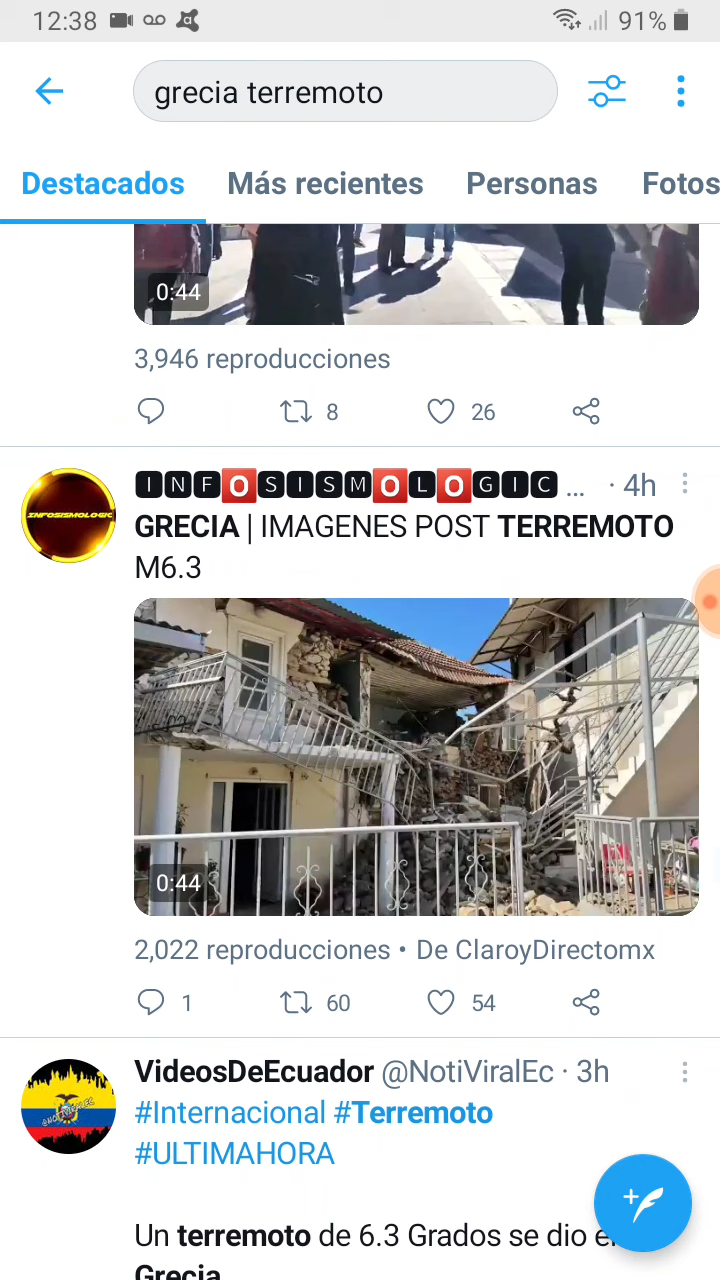 12:38 91%
grecia terremoto
Destacados Más recientes Personas Fotos
0:44
3,946 reproducciones
8 26
INFOSISMOLOGIC … · 4h
INFOSISMOLOGIC
GRECIA | IMAGENES POST TERREMOTO
M6.3
0:44
2,022 reproducciones • De ClaroyDirectomx
1 60 54
VideosDeEcuador @NotiViralEc · 3h
@NOTIVIRALEC
#Internacional #Terremoto
#ULTIMAHORA
Un terremoto de 6.3 Grados se dio e
Grecia